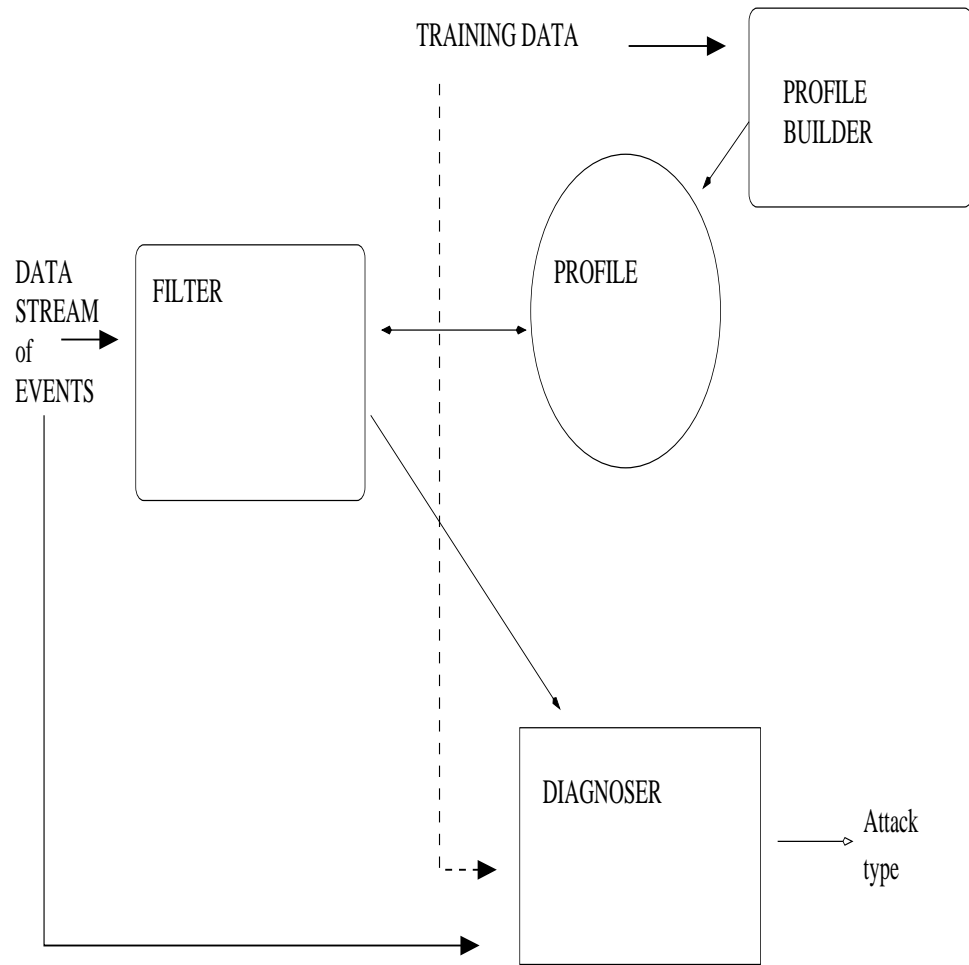 TRAINING DATA
PROFILE
BUILDER
PROFILE
DATA
STREAM
of
EVENTS
FILTER
DIAGNOSER
Attack
type